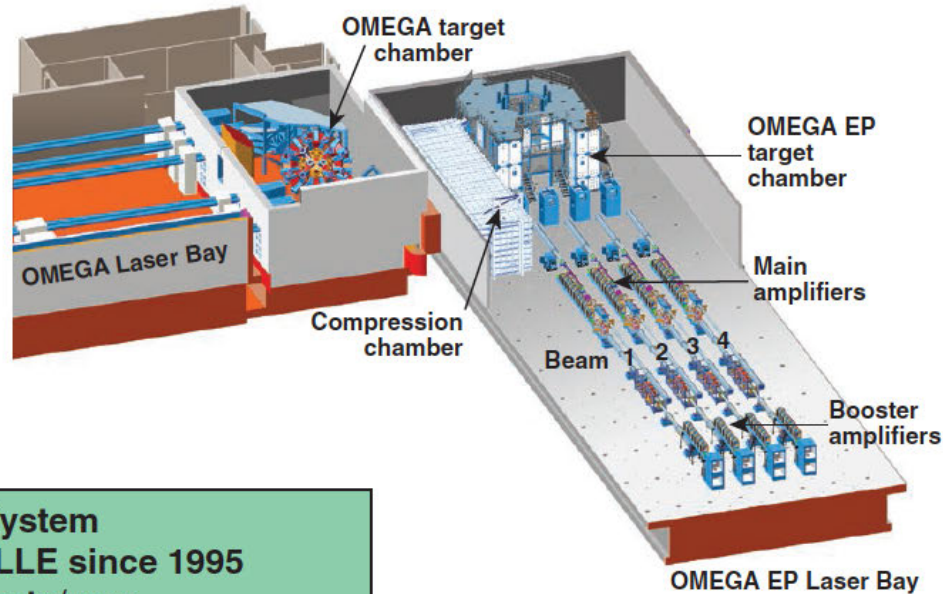 OMEGA target
chamber
OMEGA EP
target
chamber
OMEGA Laser Bay
Main
amplifiers
Compression
chamber
Beam 1 2 3 4
Booster
amplifiers
ystem
LLE since 1995
OMEGA EP Laser Bay